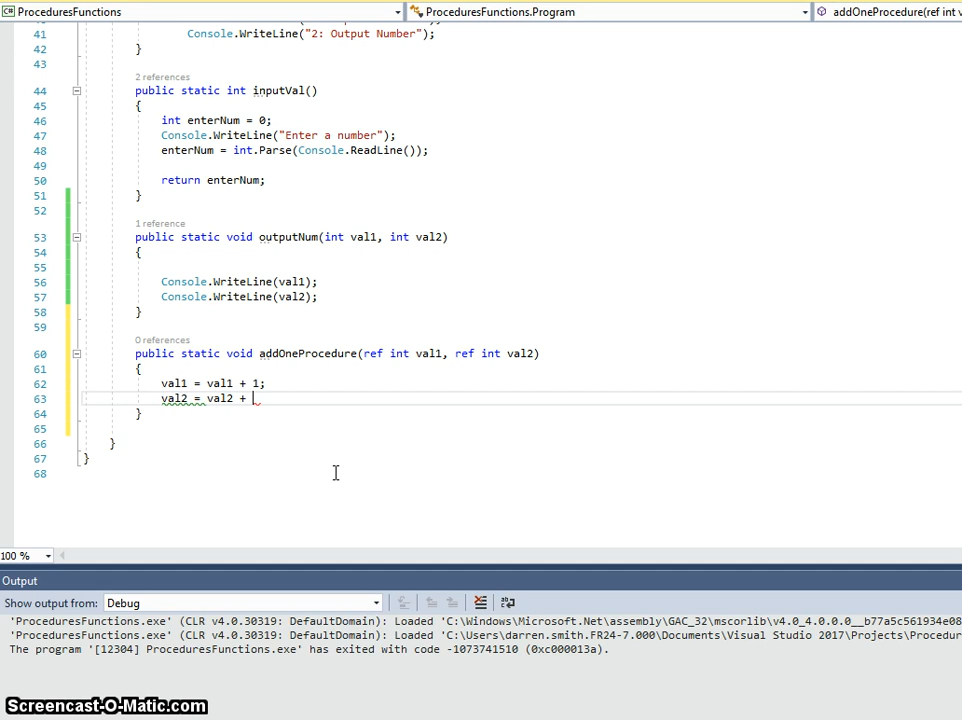 ProceduresFunctions ProceduresFunctions.Program addOneProcedure(ref int v
41 Console.WriteLine("2: Output Number");
42 }
43
2 references
44 public static int inputVal()
45 {
46 int enterNum = 0;
47 Console.WriteLine("Enter a number");
48 enterNum = int.Parse(Console.ReadLine());
49
50 return enterNum;
51 }
52
1 reference
53 public static void outputNum(int val1, int val2)
54 {
55
56 Console.WriteLine(val1);
57 Console.WriteLine(val2);
58 }
59
0 references
60 public static void addOneProcedure(ref int val1, ref int val2)
61 {
62 val1 = val1 + 1;
63 val2 = val2 +
64 }
65
66 }
67 }
68
100 %
Output
Show output from: Debug
'ProceduresFunctions.exe' (CLR v4.0.30319: DefaultDomain): Loaded 'C:\Windows\Microsoft.Net\assembly\GAC_32\mscorlib\v4.0_4.0.0.0__b77a5c561934e08
'ProceduresFunctions.exe' (CLR v4.0.30319: DefaultDomain): Loaded 'C:\Users\darren.smith.FR24-7.000\Documents\Visual Studio 2017\Projects\Procedur
The program '[12304] ProceduresFunctions.exe' has exited with code -1073741510 (0xc000013a).
Screencast-O-Matic.com